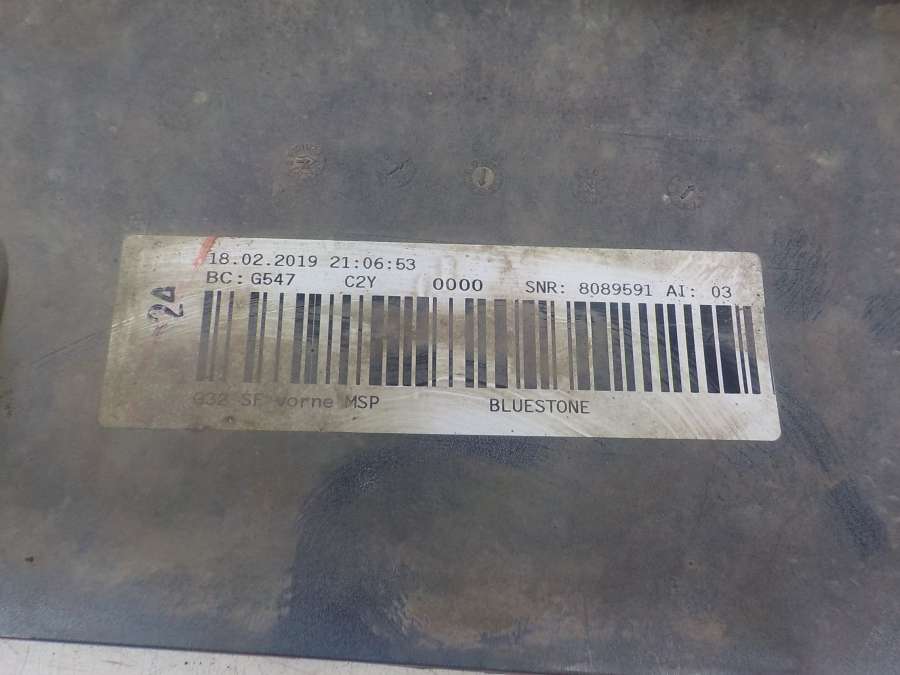 18.02.2019 21:06:53
BC: G547 C2Y 0000 SNR: 8089591 AI: 03
24
G32 SF vorne MSP BLUESTONE